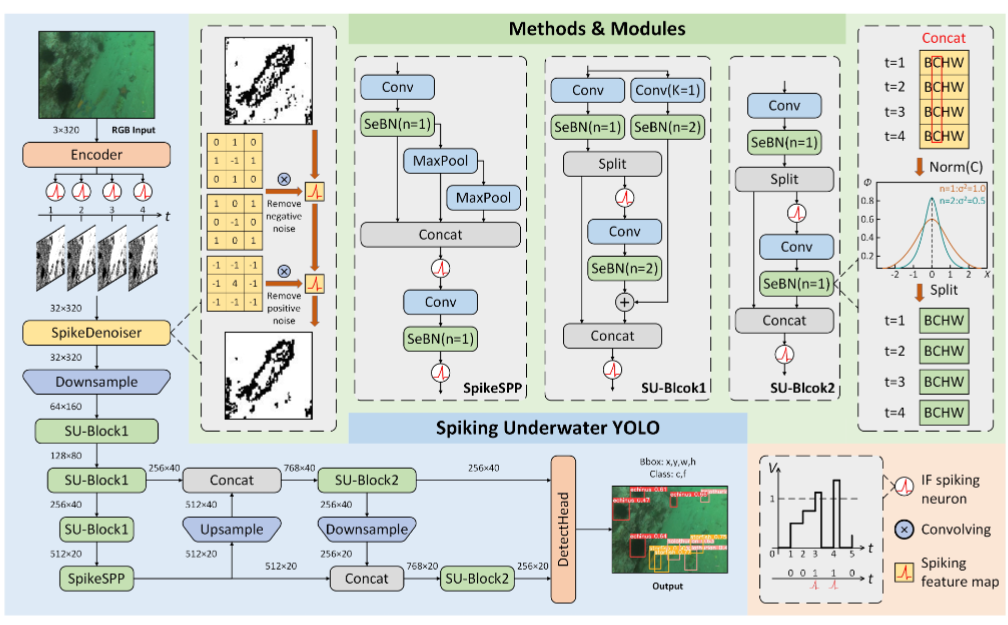 Methods & Modules
3×320
RGB Input
Encoder
1 2 3 4 t
32×320
SpikeDenoiser
32×320
Downsample
64×160
SU-Block1
128×80
SU-Block1
256×40
SU-Block1
512×20
SpikeSPP
256×40
Concat
768×40
SU-Block2
256×40
512×40
Upsample
512×20
256×40
Downsample
256×20
512×20
Concat
768×20
SU-Block2
256×20
DetectHead
0 1 0
1 -1 1
0 1 0
Remove
negative
noise
1 0 1
0 -1 0
1 0 1
-1 -1 -1
-1 4 -1
-1 -1 -1
Remove
positive
noise
Conv
SeBN(n=1)
MaxPool
MaxPool
Concat
Conv
SeBN(n=1)
SpikeSPP
Conv
Conv(K=1)
SeBN(n=1)
SeBN(n=2)
Split
Conv
SeBN(n=2)
+
Concat
SU-Blcok1
Conv
SeBN(n=1)
Split
Conv
SeBN(n=1)
Concat
SU-Blcok2
Concat
t=1 BCHW
t=2 BCHW
t=3 BCHW
t=4 BCHW
Norm(C)
Φ
n=1:σ²=1.0
n=2:σ²=0.5
0.8
0.6
0.4
0.2
-2 -1 0 1 2 X
Split
t=1 BCHW
t=2 BCHW
t=3 BCHW
t=4 BCHW
Spiking Underwater YOLO
Bbox: x,y,w,h
Class: c,f
echinus 0.64
Output
V
1
0 1 2 3 4 5 t
0 0 1 1 0 t
IF spiking
neuron
Convolving
Spiking
feature map